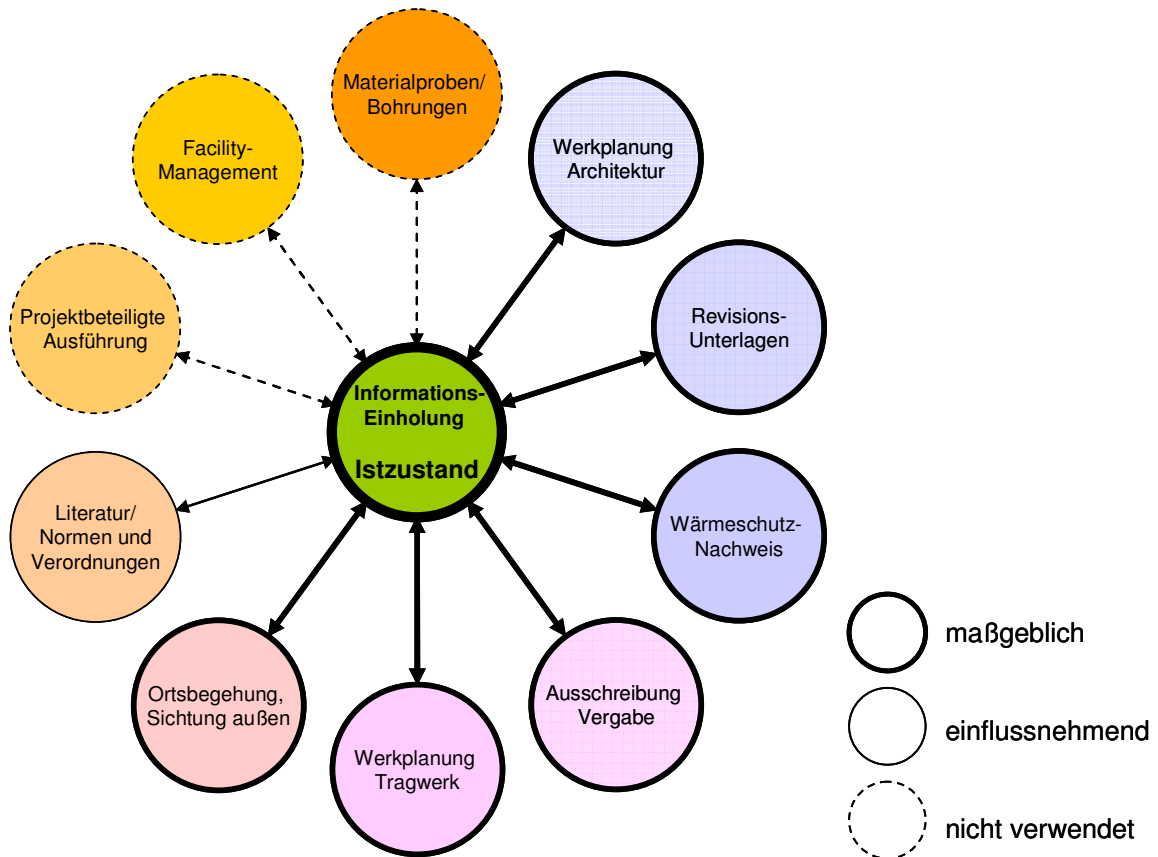 Materialproben/
Bohrungen
Werkplanung
Architektur
Facility-
Management
Revisions-
Unterlagen
Projektbeteiligte
Ausführung
Informations-
Einholung
Istzustand
Literatur/
Normen und
Verordnungen
Wärmeschutz-
Nachweis
Ortsbegehung,
Sichtung außen
Werkplanung
Tragwerk
Ausschreibung
Vergabe
maßgeblich
einflussnehmend
nicht verwendet